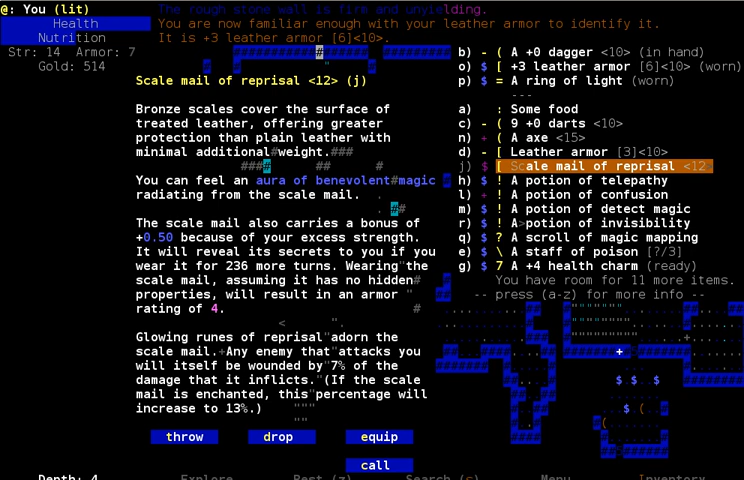 @: You (lit)
The rough stone wall is firm and unyielding.
Health
You are now familiar enough with your leather armor to identify it.
Nutrition
It is +3 leather armor [6]<10>.
Str: 14  Armor: 7
Gold: 514
Scale mail of reprisal <12> (j)
Bronze scales cover the surface of
treated leather, offering greater
protection than plain leather with
minimal additional weight.
You can feel an aura of benevolent magic
radiating from the scale mail.
The scale mail also carries a bonus of
+0.50 because of your excess strength.
It will reveal its secrets to you if you
wear it for 236 more turns. Wearing the
scale mail, assuming it has no hidden
properties, will result in an armor
rating of 4.
Glowing runes of reprisal adorn the
scale mail. Any enemy that attacks you
will itself be wounded by 7% of the
damage that it inflicts. (If the scale
mail is enchanted, this percentage will
increase to 13%.)
throw
drop
equip
call
b) - ( A +0 dagger <10> (in hand)
o) $ [ +3 leather armor [6]<10> (worn)
p) $ = A ring of light (worn)
---
a) : Some food
c) - ( 9 +0 darts <10>
n) + ( A axe <15>
d) - [ Leather armor [3]<10>
j) $ [ Scale mail of reprisal <12>
h) $ ! A potion of telepathy
l) + ! A potion of confusion
m) $ ! A potion of detect magic
r) $ ! A potion of invisibility
q) $ ? A scroll of magic mapping
e) $ \ A staff of poison [?/3]
g) $ 7 A +4 health charm (ready)
You have room for 11 more items.
-- press (a-z) for more info --
Depth: 4
Explore
Rest (z)
Search (s)
Menu
Inventory